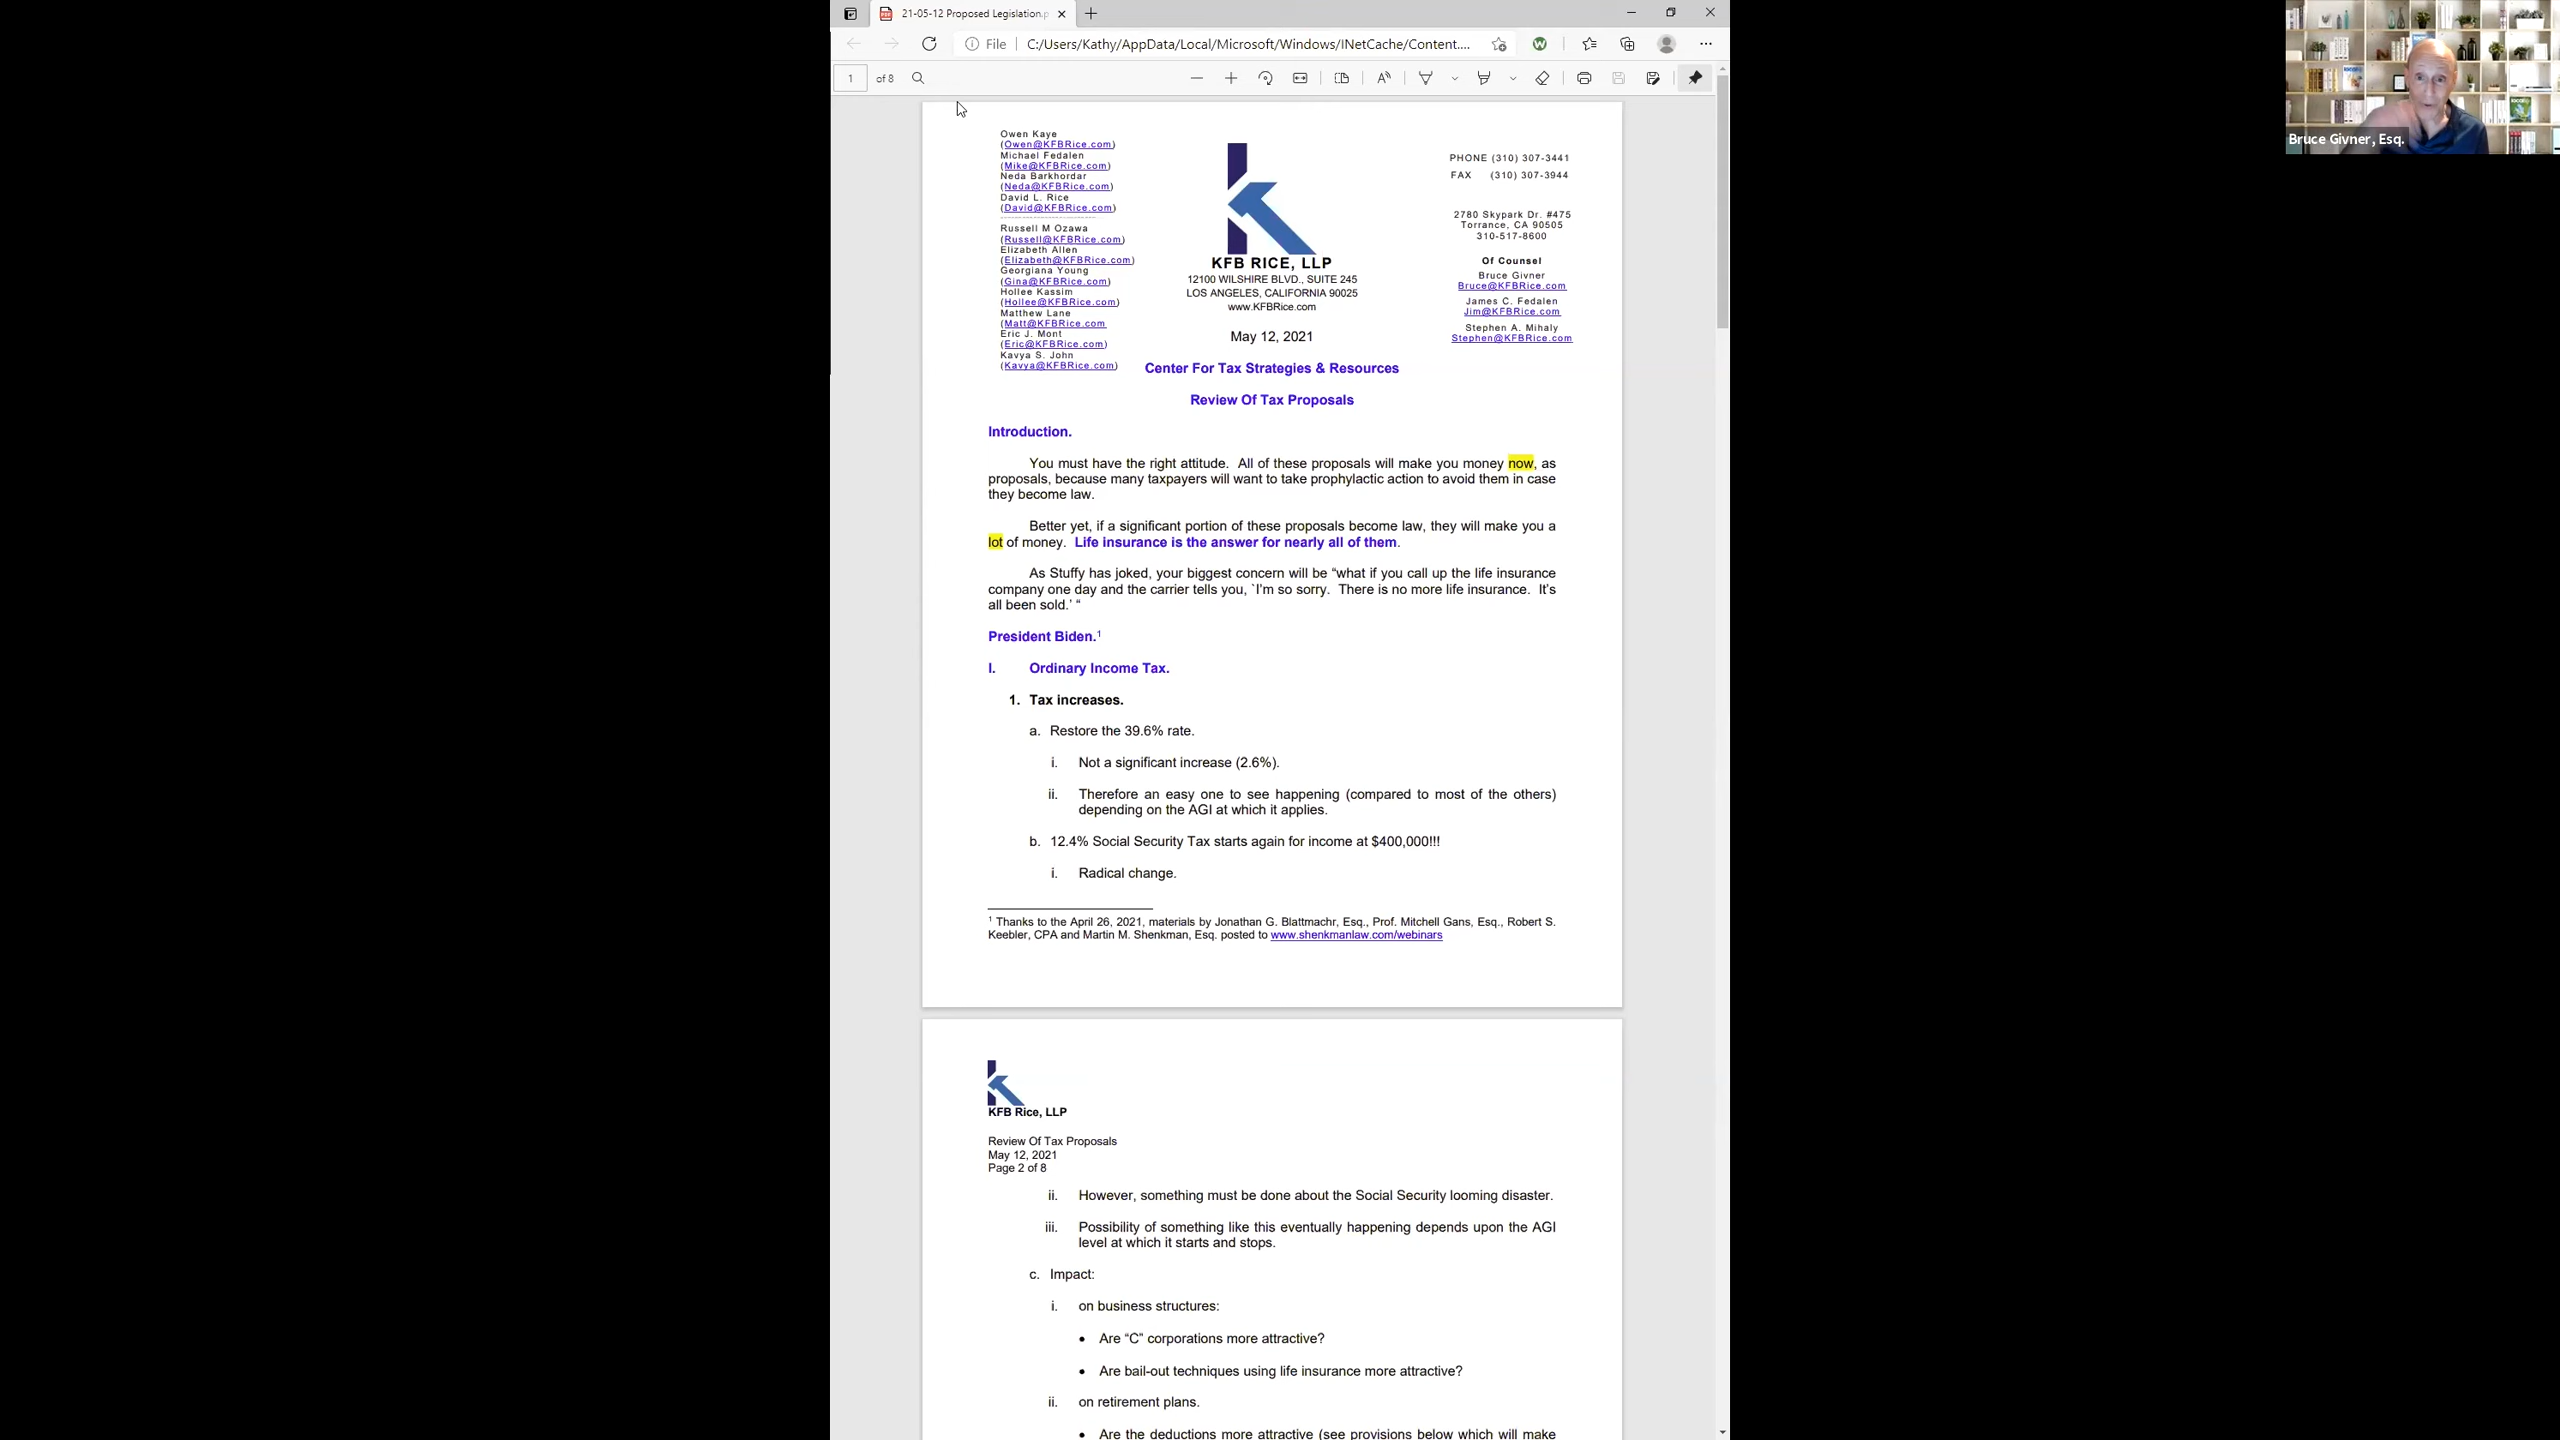 21-05-12 Proposed Legislation.p
File
C:/Users/Kathy/AppData/Local/Microsoft/Windows/INetCache/Content....
1 of 8
Owen Kaye
(Owen@KFBRice.com)
Michael Fedalen
(Mike@KFBRice.com)
Neda Barkhordar
(Neda@KFBRice.com)
David L. Rice
(David@KFBRice.com)
Russell M Ozawa
(Russell@KFBRice.com)
Elizabeth Allen
(Elizabeth@KFBRice.com)
Georgiana Young
(Gina@KFBRice.com)
Hollee Kassim
(Hollee@KFBRice.com)
Matthew Lane
(Matt@KFBRice.com
Eric J. Mont
(Eric@KFBRice.com)
Kavya S. John
(Kavya@KFBRice.com)
KFB RICE, LLP
12100 WILSHIRE BLVD., SUITE 245
LOS ANGELES, CALIFORNIA 90025
www.KFBRice.com
PHONE (310) 307-3441
FAX (310) 307-3944
2780 Skypark Dr. #475
Torrance, CA 90505
310-517-8600
Of Counsel
Bruce Givner
Bruce@KFBRice.com
James C. Fedalen
Jim@KFBRice.com
Stephen A. Mihaly
Stephen@KFBRice.com
May 12, 2021
Center For Tax Strategies & Resources
Review Of Tax Proposals
Introduction.
You must have the right attitude. All of these proposals will make you money now, as
proposals, because many taxpayers will want to take prophylactic action to avoid them in case
they become law.
Better yet, if a significant portion of these proposals become law, they will make you a
lot of money. Life insurance is the answer for nearly all of them.
As Stuffy has joked, your biggest concern will be “what if you call up the life insurance
company one day and the carrier tells you, `I’m so sorry. There is no more life insurance. It’s
all been sold.’ “
President Biden.1
I. Ordinary Income Tax.
1. Tax increases.
a. Restore the 39.6% rate.
i. Not a significant increase (2.6%).
ii. Therefore an easy one to see happening (compared to most of the others)
depending on the AGI at which it applies.
b. 12.4% Social Security Tax starts again for income at $400,000!!!
i. Radical change.
1 Thanks to the April 26, 2021, materials by Jonathan G. Blattmachr, Esq., Prof. Mitchell Gans, Esq., Robert S.
Keebler, CPA and Martin M. Shenkman, Esq. posted to www.shenkmanlaw.com/webinars
KFB Rice, LLP
Review Of Tax Proposals
May 12, 2021
Page 2 of 8
ii. However, something must be done about the Social Security looming disaster.
iii. Possibility of something like this eventually happening depends upon the AGI
level at which it starts and stops.
c. Impact:
i. on business structures:
• Are “C” corporations more attractive?
• Are bail-out techniques using life insurance more attractive?
ii. on retirement plans.
• Are the deductions more attractive (see provisions below which will make
Bruce Givner, Esq.